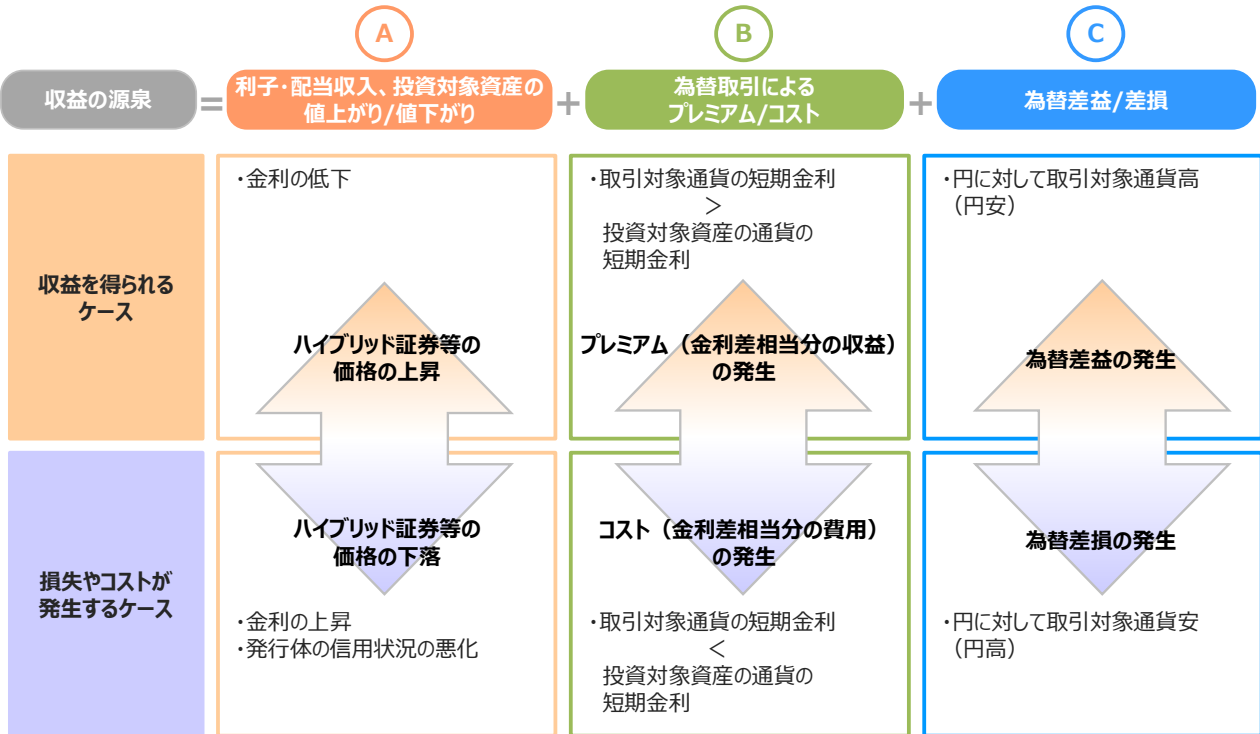 A
B
C
収益の源泉
=
利子・配当収入、投資対象資産の
値上がり/値下がり
+
為替取引による
プレミアム/コスト
+
為替差益/差損
収益を得られる
ケース
・金利の低下
ハイブリッド証券等の
価格の上昇
・取引対象通貨の短期金利
＞
投資対象資産の通貨の
短期金利
プレミアム（金利差相当分の収益）
の発生
・円に対して取引対象通貨高
（円安）
為替差益の発生
損失やコストが
発生するケース
ハイブリッド証券等の
価格の下落
・金利の上昇
・発行体の信用状況の悪化
コスト（金利差相当分の費用）
の発生
・取引対象通貨の短期金利
＜
投資対象資産の通貨の
短期金利
為替差損の発生
・円に対して取引対象通貨安
（円高）